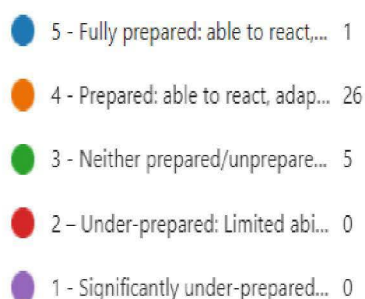 5 - Fully prepared: able to react,... 1
4 - Prepared: able to react, adap... 26
3 - Neither prepared/unprepare... 5
2 – Under-prepared: Limited abi... 0
1 - Significantly under-prepared... 0